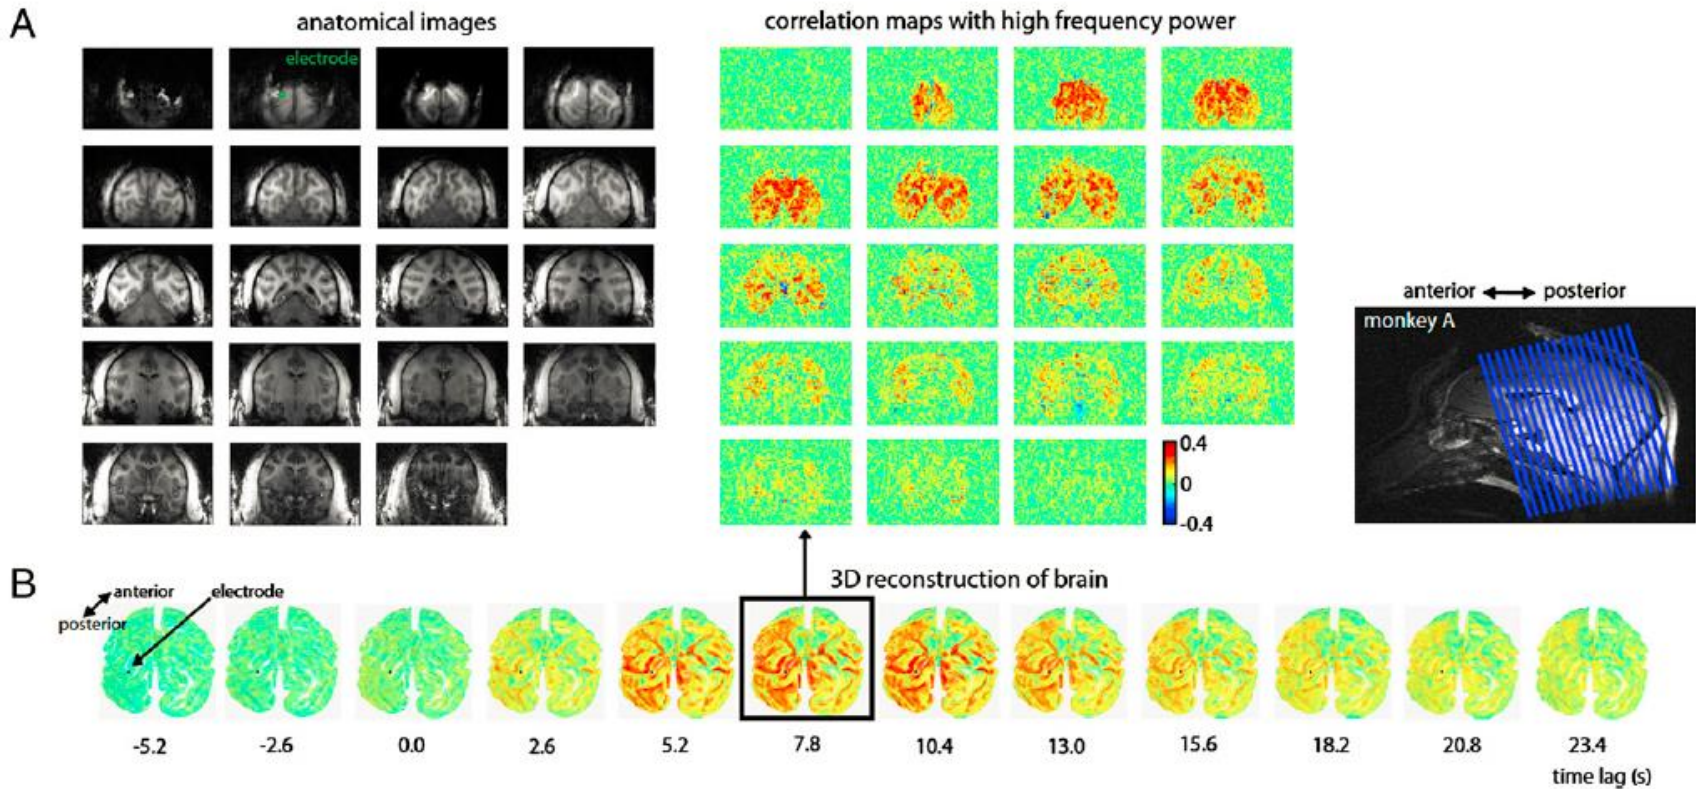 A
anatomical images
correlation maps with high frequency power
electrode
anterior posterior
monkey A
0.4
0
-0.4
B
3D reconstruction of brain
anterior
electrode
posterior
-5.2 -2.6 0.0 2.6 5.2 7.8 10.4 13.0 15.6 18.2 20.8 23.4
time lag (s)